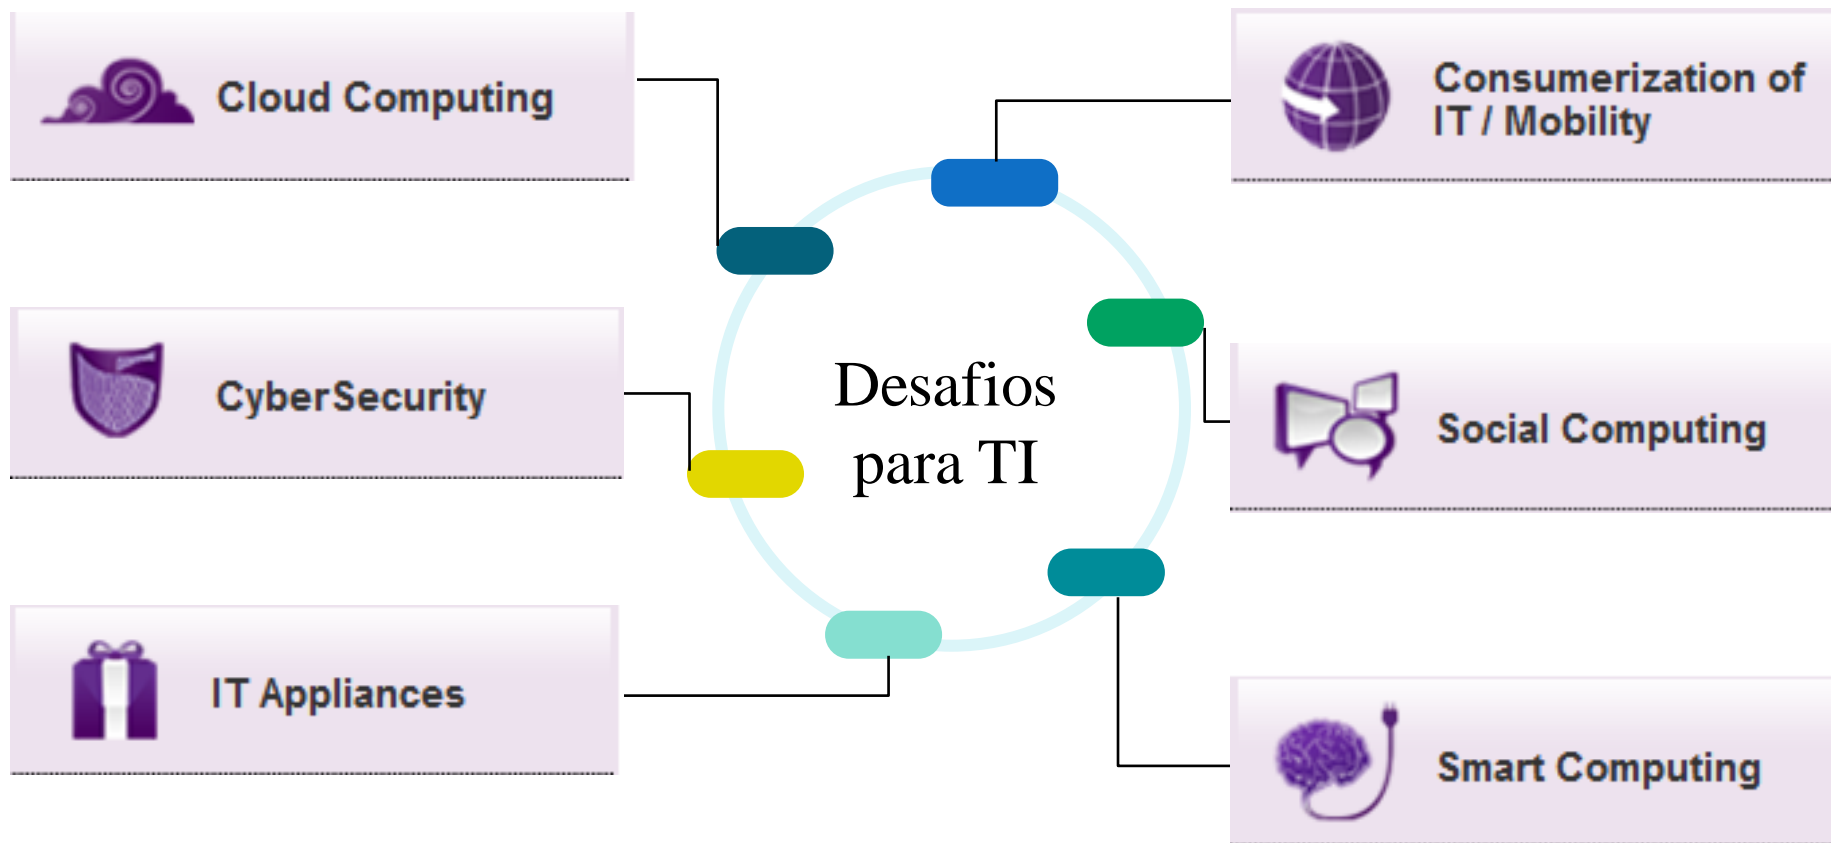 Cloud Computing
Consumerization of
IT / Mobility
CyberSecurity
Desafios
para TI
Social Computing
IT Appliances
Smart Computing